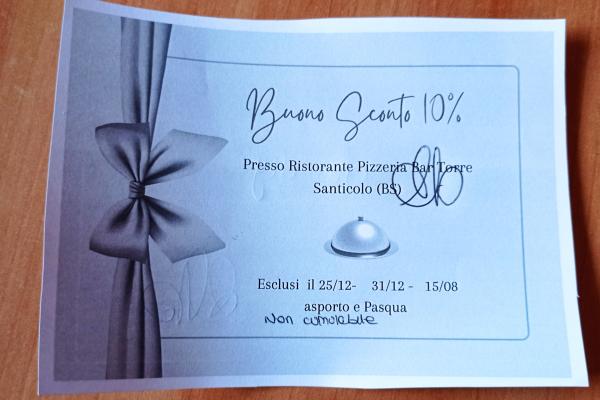 Buono Sconto 10%
Presso Ristorante Pizzeria Bar Torre
Santicolo (BS)
Esclusi il 25/12- 31/12 - 15/08
asporto e Pasqua
Non cumulabile